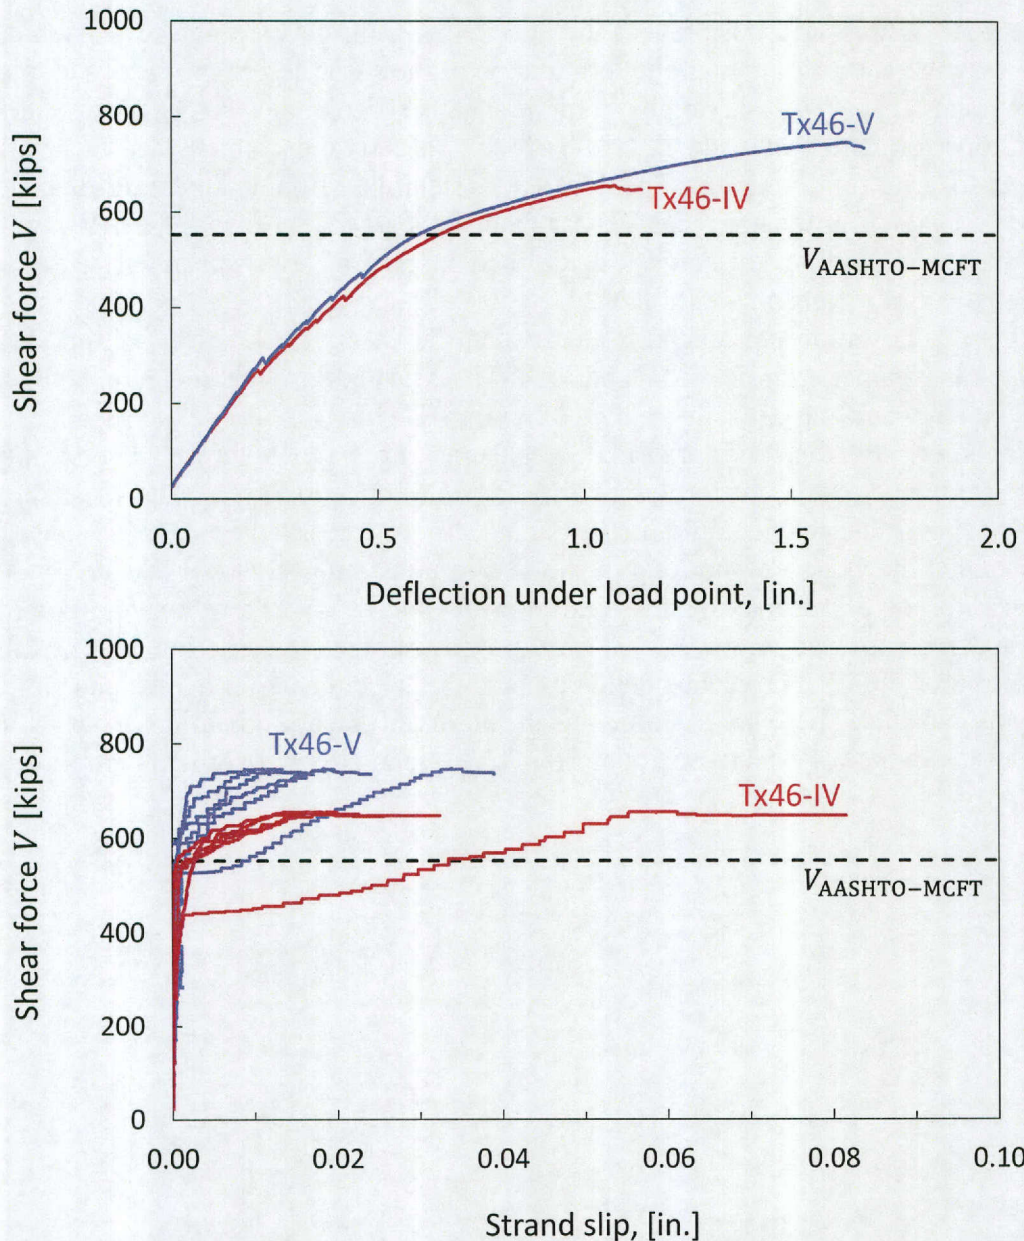 1000
800
600
400
200
0
Shear force V [kips]
Tx46-V
Tx46-IV
V_AASHTO−MCFT
0.0 0.5 1.0 1.5 2.0
Deflection under load point, [in.]
1000
800
600
400
200
0
Shear force V [kips]
Tx46-V
Tx46-IV
V_AASHTO−MCFT
0.00 0.02 0.04 0.06 0.08 0.10
Strand slip, [in.]